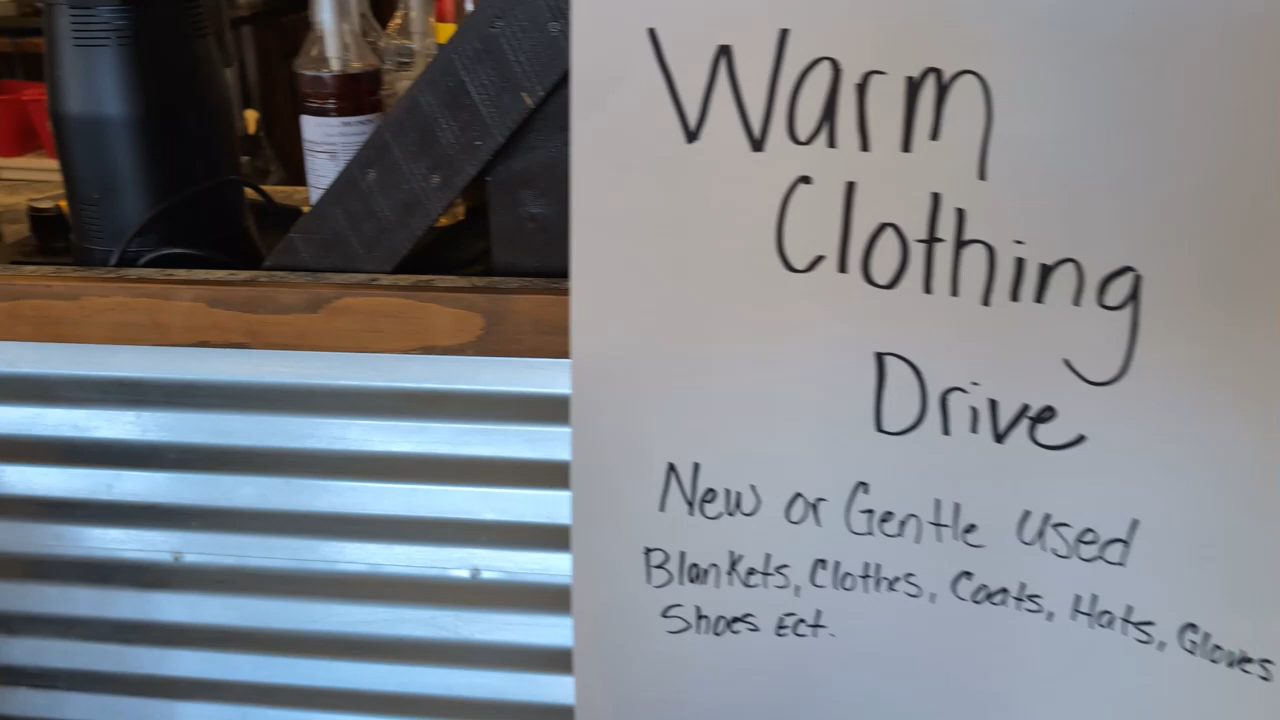 Warm
Clothing
Drive
New or Gentle used
Blankets, Clothes, Coats, Hats, Gloves
Shoes Ect.